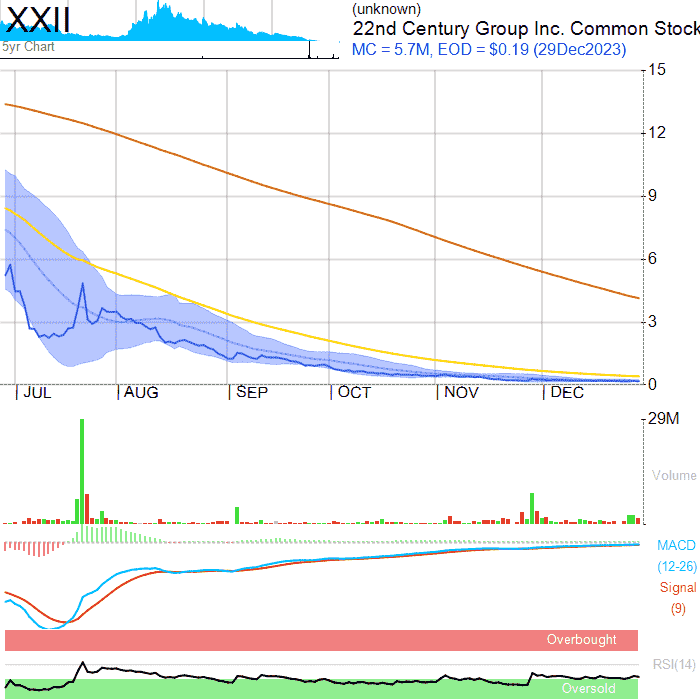 XXII
5yr Chart
(unknown)
22nd Century Group Inc. Common Stock
MC = 5.7M, EOD = $0.19 (29Dec2023)
15
12
9
6
3
0
JUL AUG SEP OCT NOV DEC
29M
Volume
MACD
(12-26)
Signal
(9)
Overbought
RSI(14)
Oversold